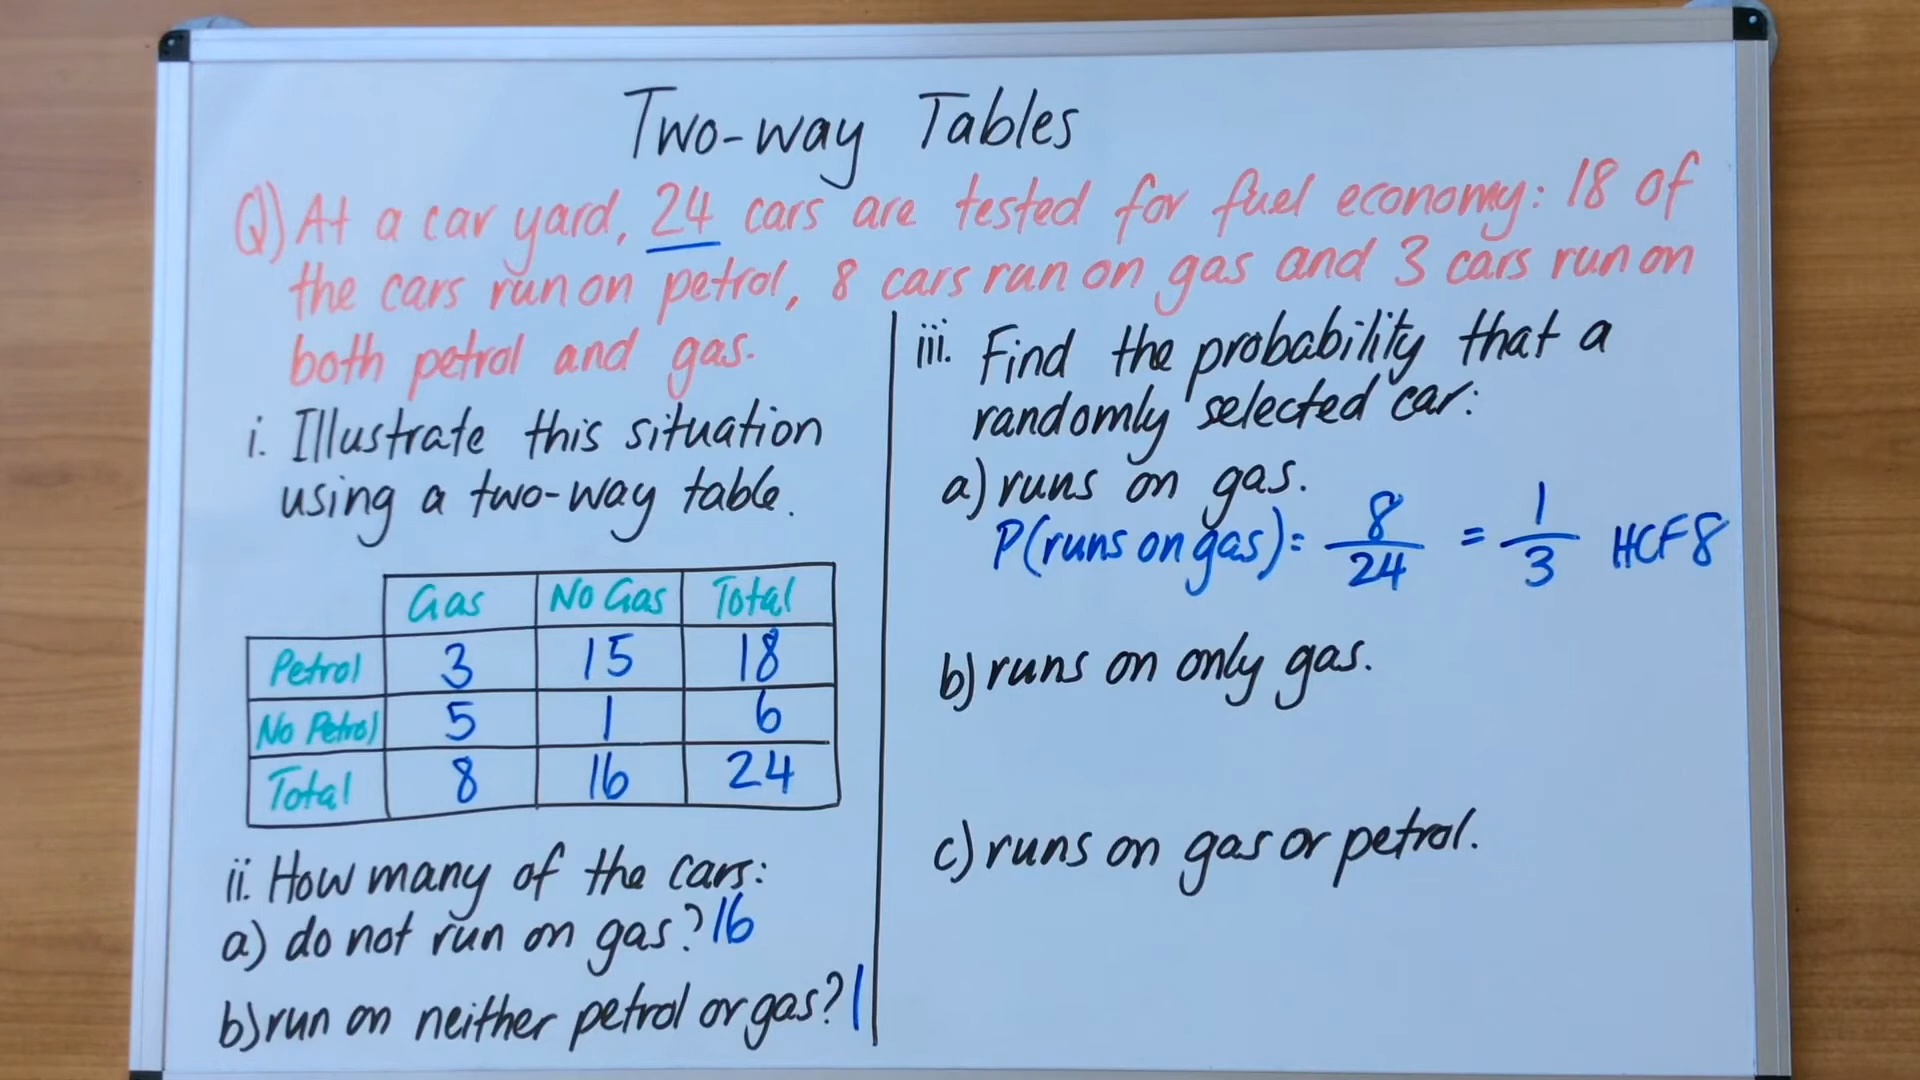 Two-way Tables
Q) At a car yard, 24 cars are tested for fuel economy: 18 of
the cars run on petrol, 8 cars run on gas and 3 cars run on
both petrol and gas.
i. Illustrate this situation
using a two-way table.
Gas No Gas Total
Petrol 3 15 18
No Petrol 5 1 6
Total 8 16 24
ii. How many of the cars:
a) do not run on gas? 16
b) run on neither petrol or gas? 1
iii. Find the probability that a
randomly selected car:
a) runs on gas.
P(runs on gas) = 8/24 = 1/3 HCF 8
b) runs on only gas.
c) runs on gas or petrol.